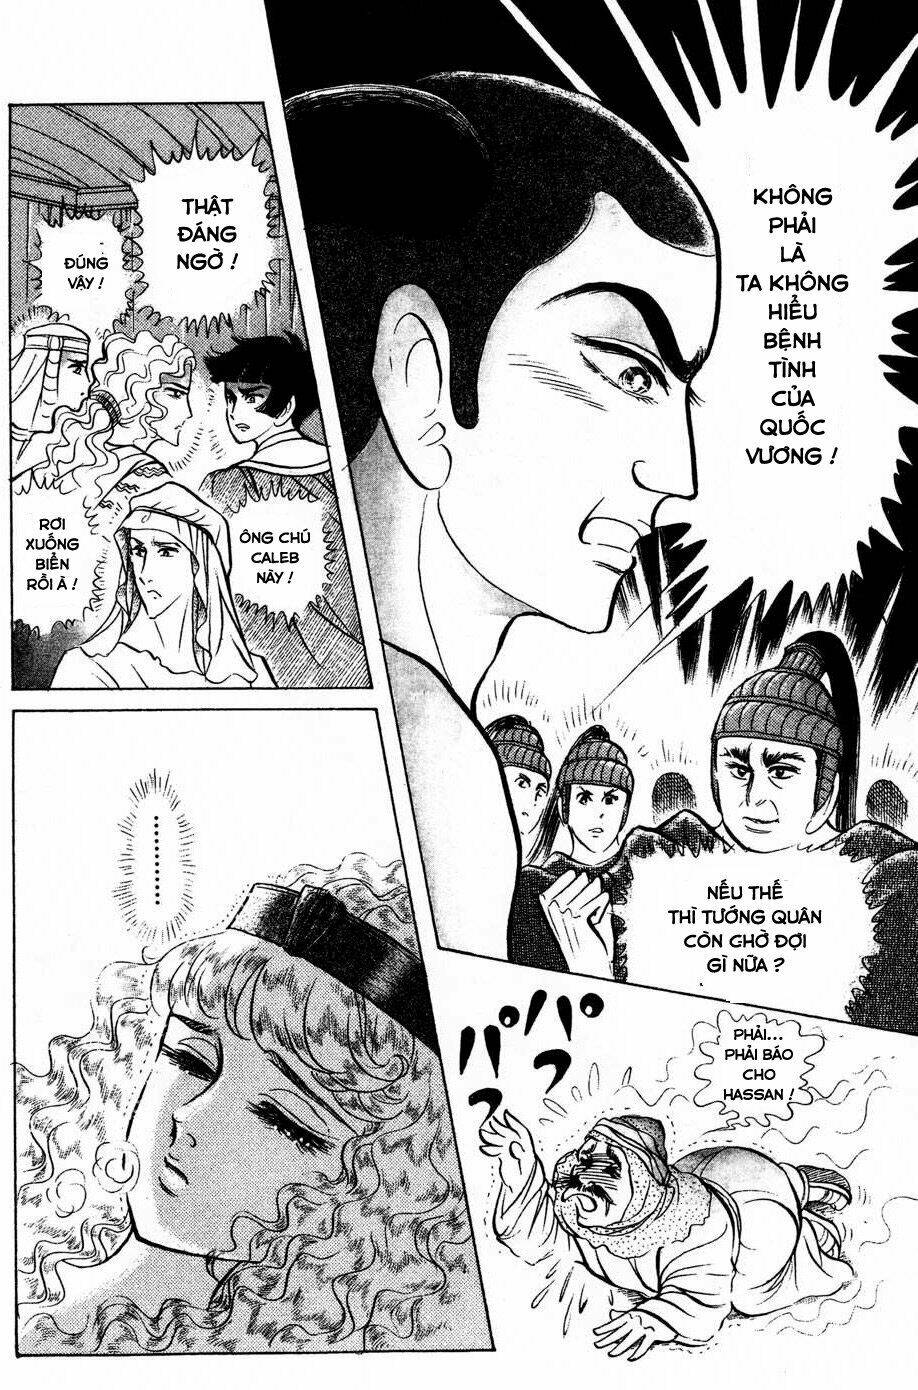 KHÔNG
PHẢI
LÀ
TA KHÔNG
HIỂU
BỆNH
TÌNH
CỦA
QUỐC
VƯƠNG !
NẾU THẾ
THÌ TƯỚNG QUÂN
CÒN CHỜ ĐỢI
GÌ NỮA ?
THẬT
ĐÁNG
NGỜ !
ĐÚNG
VẬY !
ÔNG CHÚ
CALEB
NÀY !
RƠI
XUỐNG
BIỂN
RỒI À !
PHẢI...
PHẢI BÁO
CHO
HASSAN !
パクパク
...........